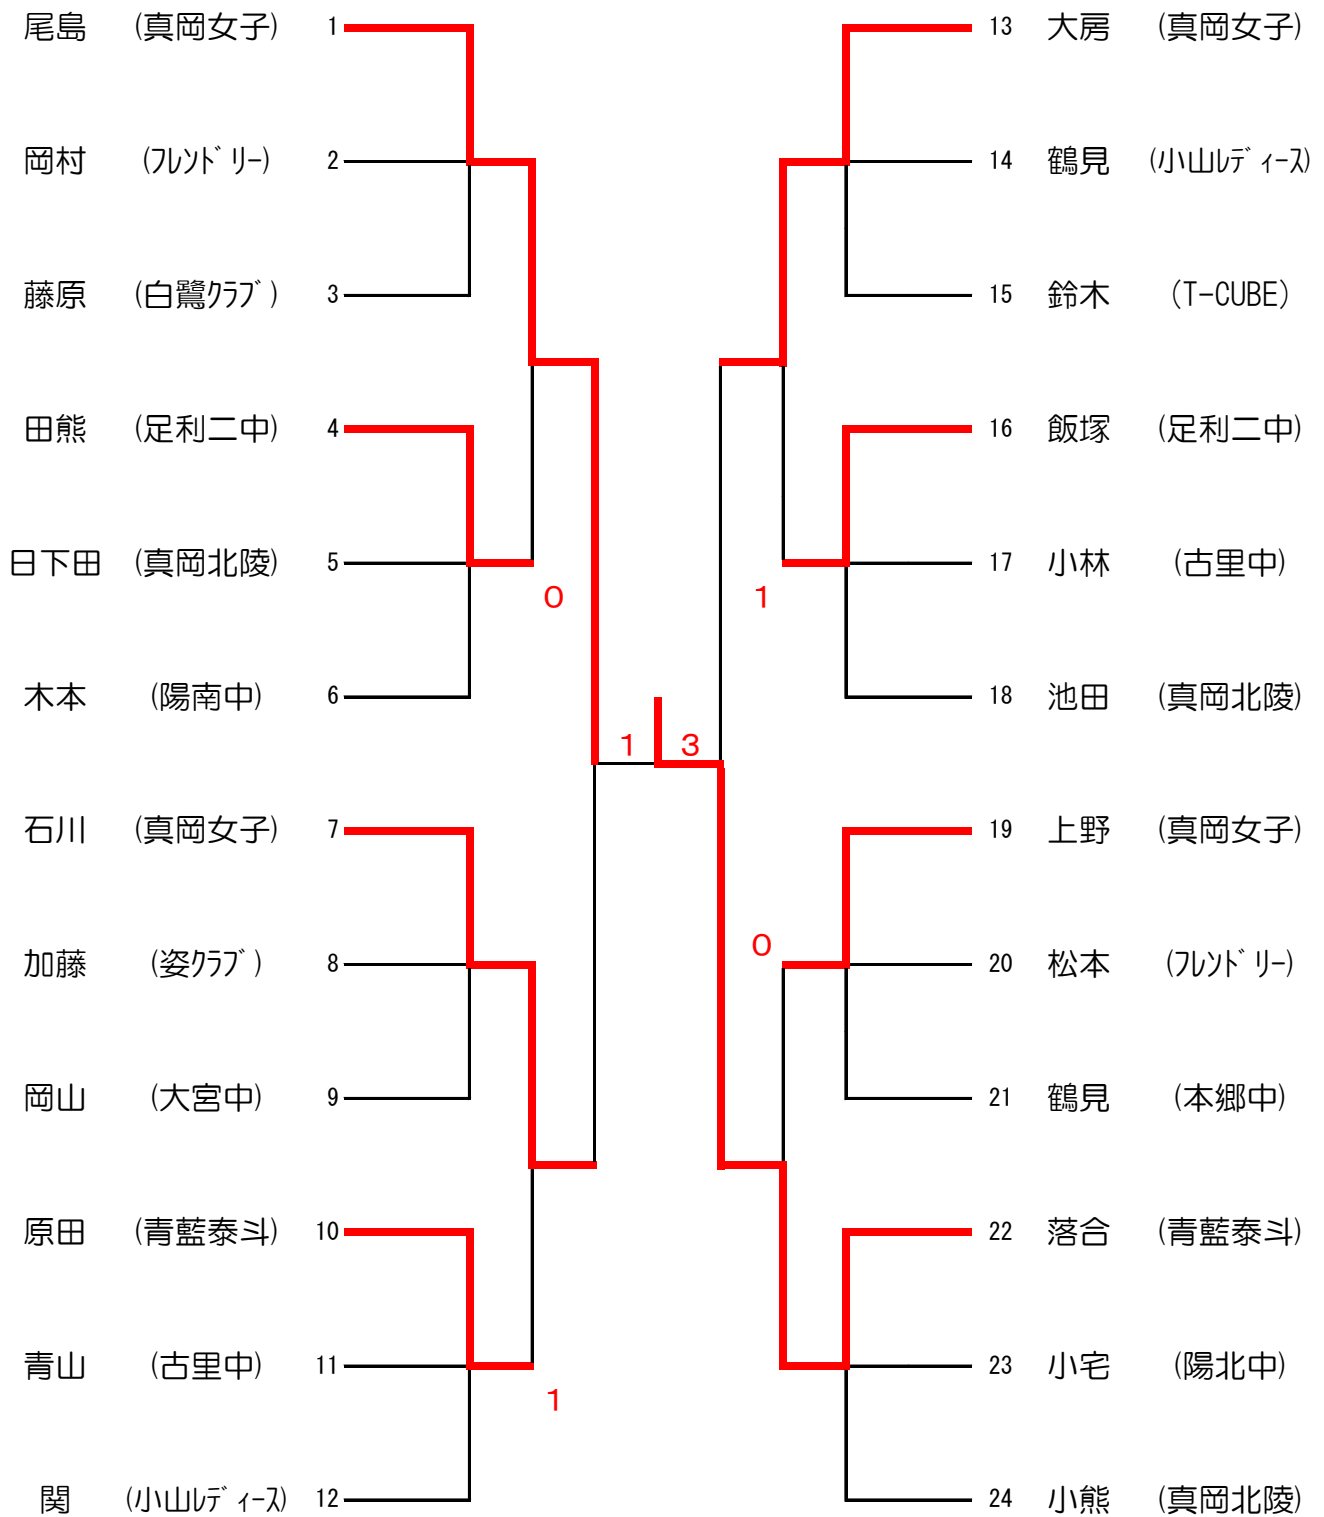 尾島 (真岡女子) 1
岡村 (フレンドリー) 2
藤原 (白鷺クラブ) 3
田熊 (足利二中) 4
日下田 (真岡北陵) 5
0
木本 (陽南中) 6
石川 (真岡女子) 7
加藤 (姿クラブ) 8
岡山 (大宮中) 9
原田 (青藍泰斗) 10
青山 (古里中) 11
1
関 (小山レディース) 12
1 3
13 大房 (真岡女子)
14 鶴見 (小山レディース)
15 鈴木 (T-CUBE)
16 飯塚 (足利二中)
17 小林 (古里中)
1
18 池田 (真岡北陵)
19 上野 (真岡女子)
0
20 松本 (フレンドリー)
21 鶴見 (本郷中)
22 落合 (青藍泰斗)
23 小宅 (陽北中)
24 小熊 (真岡北陵)